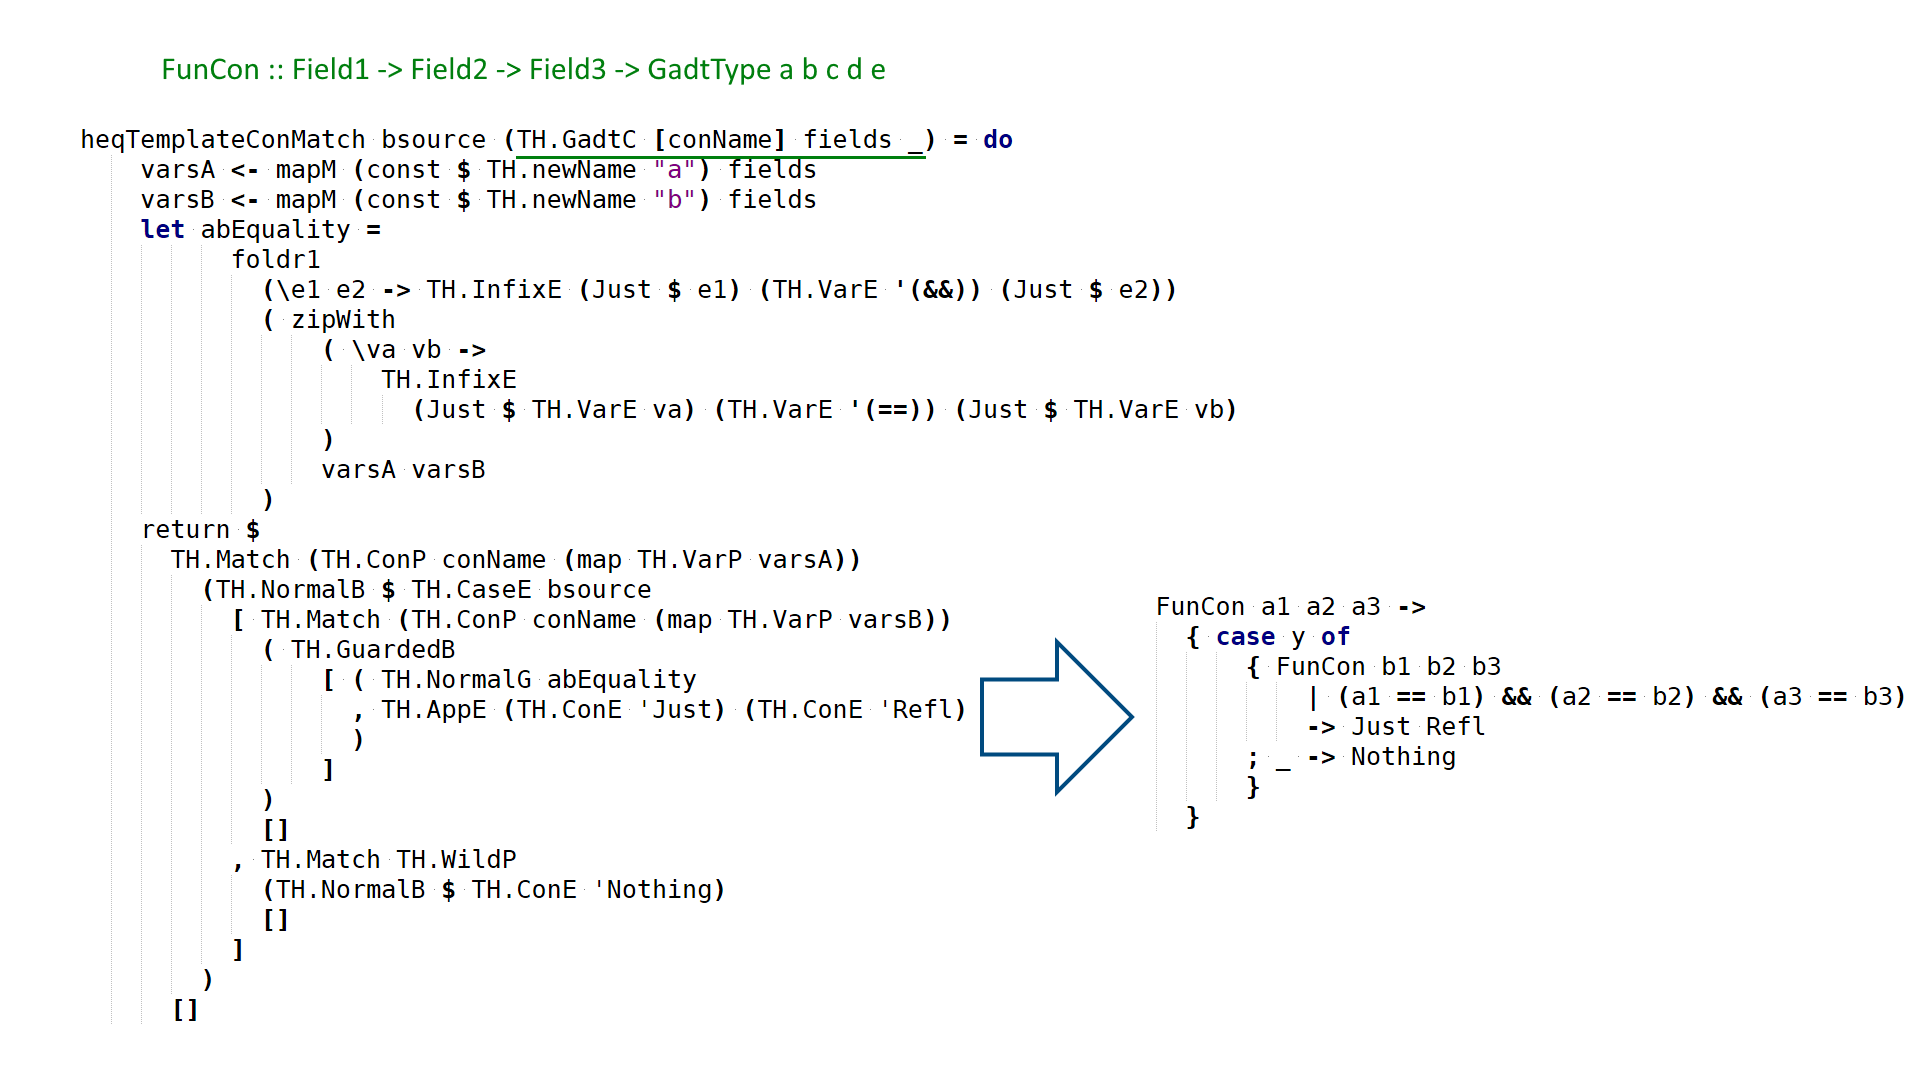 FunCon :: Field1 -> Field2 -> Field3 -> GadtType a b c d e
heqTemplateConMatch bsource (TH.GadtC [conName] fields _) = do
    varsA <- mapM (const $ TH.newName "a") fields
    varsB <- mapM (const $ TH.newName "b") fields
    let abEquality =
          foldr1
            (\e1 e2 -> TH.InfixE (Just $ e1) (TH.VarE '(&&)) (Just $ e2))
            ( zipWith
                ( \va vb ->
                    TH.InfixE
                      (Just $ TH.VarE va) (TH.VarE '(==)) (Just $ TH.VarE vb)
                )
                varsA varsB
            )
    return $
      TH.Match (TH.ConP conName (map TH.VarP varsA))
        (TH.NormalB $ TH.CaseE bsource
          [ TH.Match (TH.ConP conName (map TH.VarP varsB))
            ( TH.GuardedB
                [ ( TH.NormalG abEquality
                  , TH.AppE (TH.ConE 'Just) (TH.ConE 'Refl)
                  )
                ]
            )
            []
          , TH.Match TH.WildP
            (TH.NormalB $ TH.ConE 'Nothing)
            []
          ]
        )
      []
FunCon a1 a2 a3 ->
  { case y of
      { FunCon b1 b2 b3
          | (a1 == b1) && (a2 == b2) && (a3 == b3)
          -> Just Refl
      ; _ -> Nothing
      }
  }